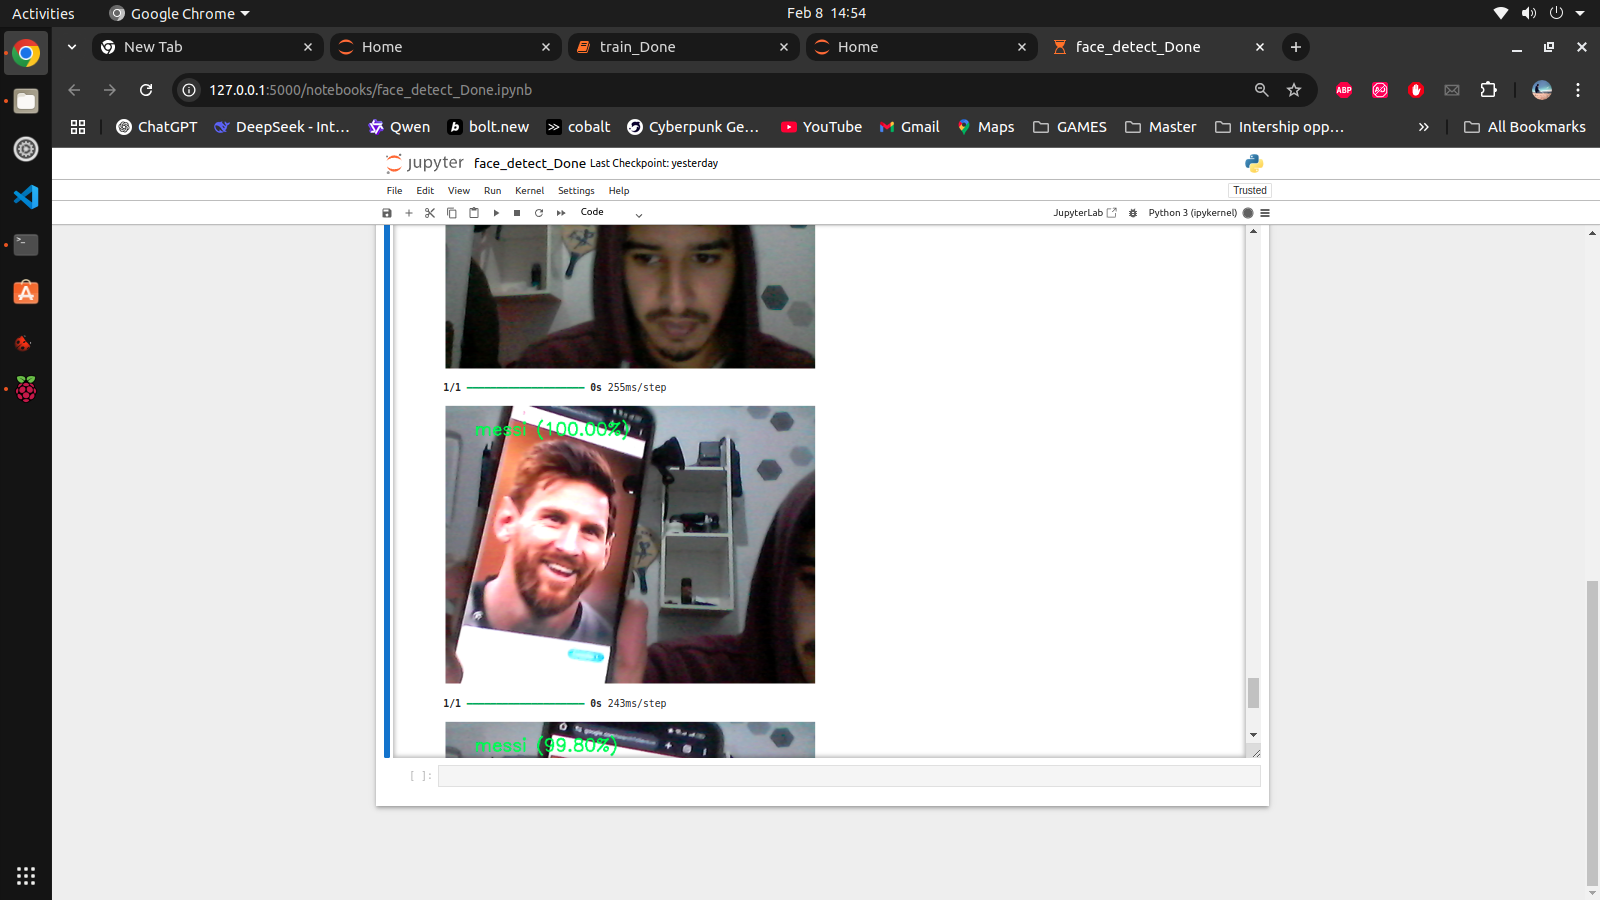 Activities Google Chrome Feb 8 14:54
New Tab Home train_Done Home face_detect_Done
127.0.0.1:5000/notebooks/face_detect_Done.ipynb ABP
ChatGPT DeepSeek - Int... Qwen bolt.new cobalt Cyberpunk Ge... YouTube Gmail Maps GAMES Master Intership opp... » All Bookmarks
jupyter face_detect_Done Last Checkpoint: yesterday
File Edit View Run Kernel Settings Help Trusted
Code JupyterLab Python 3 (ipykernel)
1/1 0s 255ms/step
messi (100.00%)
1/1 0s 243ms/step
messi (99.80%)
[ ]: